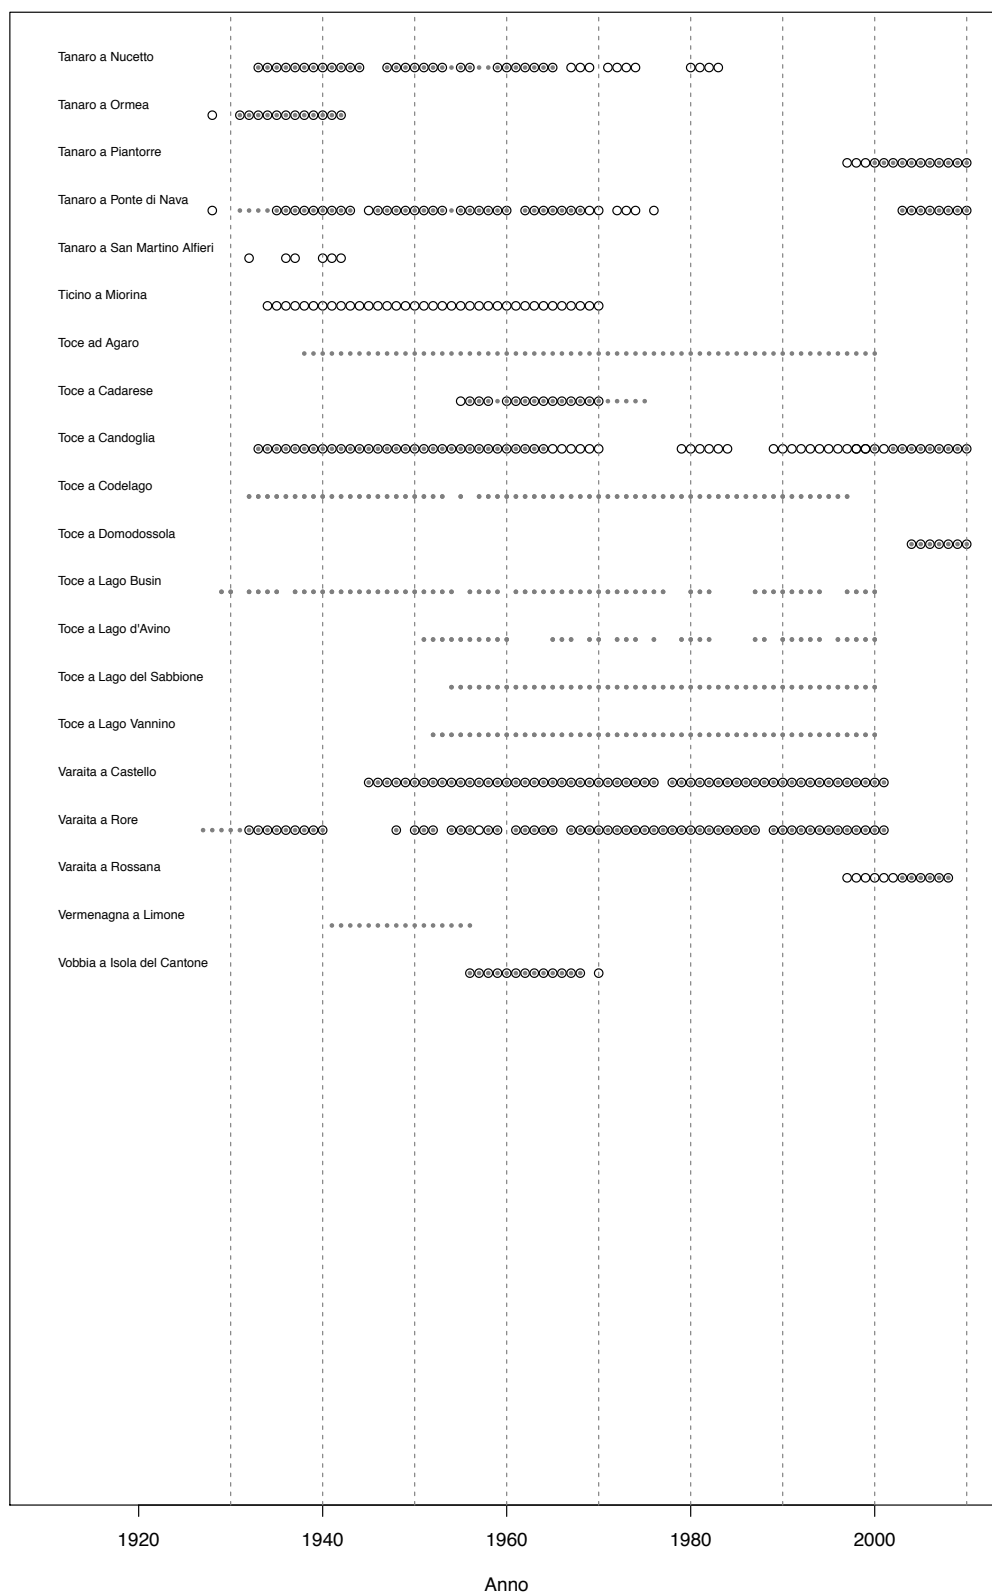 Tanaro a Nucetto
Tanaro a Ormea
Tanaro a Piantorre
Tanaro a Ponte di Nava
Tanaro a San Martino Alfieri
Ticino a Miorina
Toce ad Agaro
Toce a Cadarese
Toce a Candoglia
Toce a Codelago
Toce a Domodossola
Toce a Lago Busin
Toce a Lago d'Avino
Toce a Lago del Sabbione
Toce a Lago Vannino
Varaita a Castello
Varaita a Rore
Varaita a Rossana
Vermenagna a Limone
Vobbia a Isola del Cantone
1920 1940 1960 1980 2000
Anno